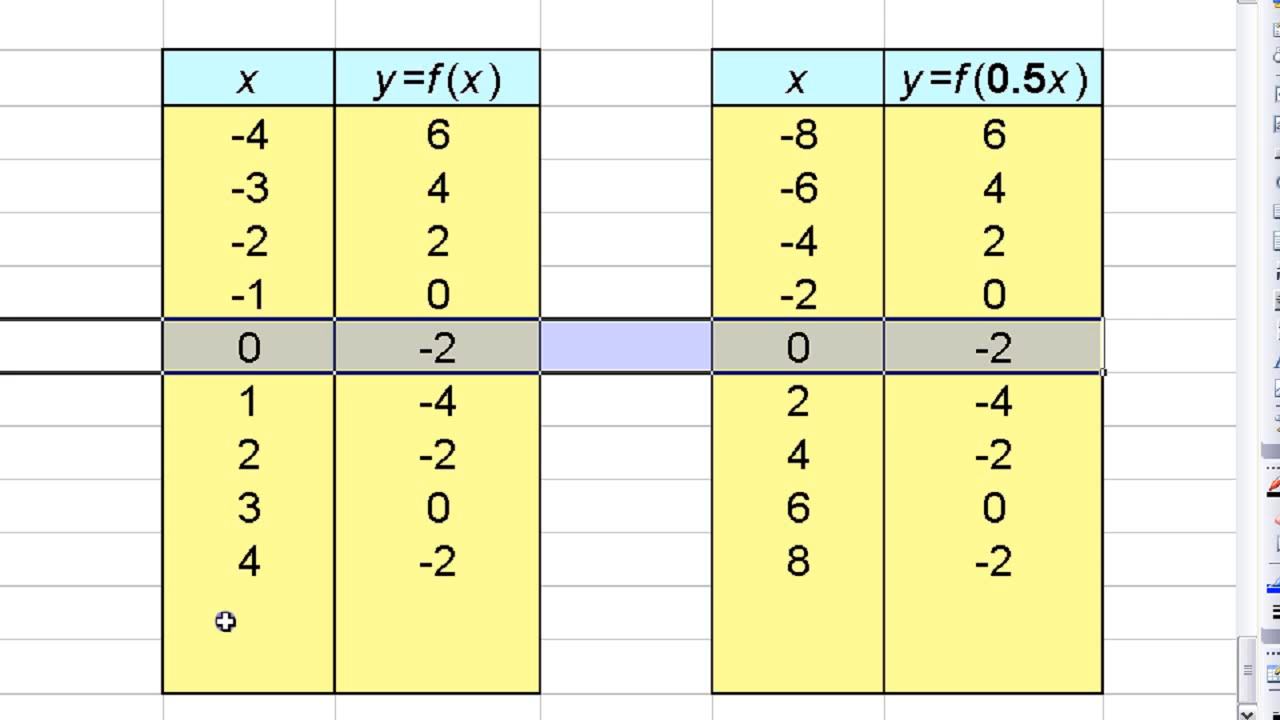 x y=f(x) x y=f(0.5x)
-4 6 -8 6
-3 4 -6 4
-2 2 -4 2
-1 0 -2 0
0 -2 0 -2
1 -4 2 -4
2 -2 4 -2
3 0 6 0
4 -2 8 -2